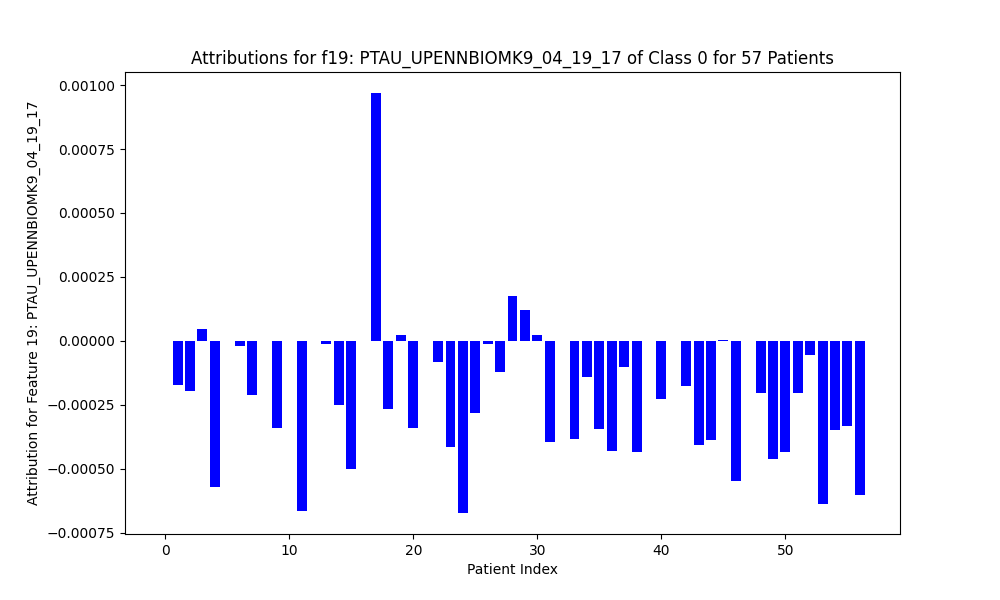 Attributions for f19: PTAU_UPENNBIOMK9_04_19_17 of Class 0 for 57 Patients
Attribution for Feature 19: PTAU_UPENNBIOMK9_04_19_17
0.00100
0.00075
0.00050
0.00025
0.00000
−0.00025
−0.00050
−0.00075
0 10 20 30 40 50
Patient Index